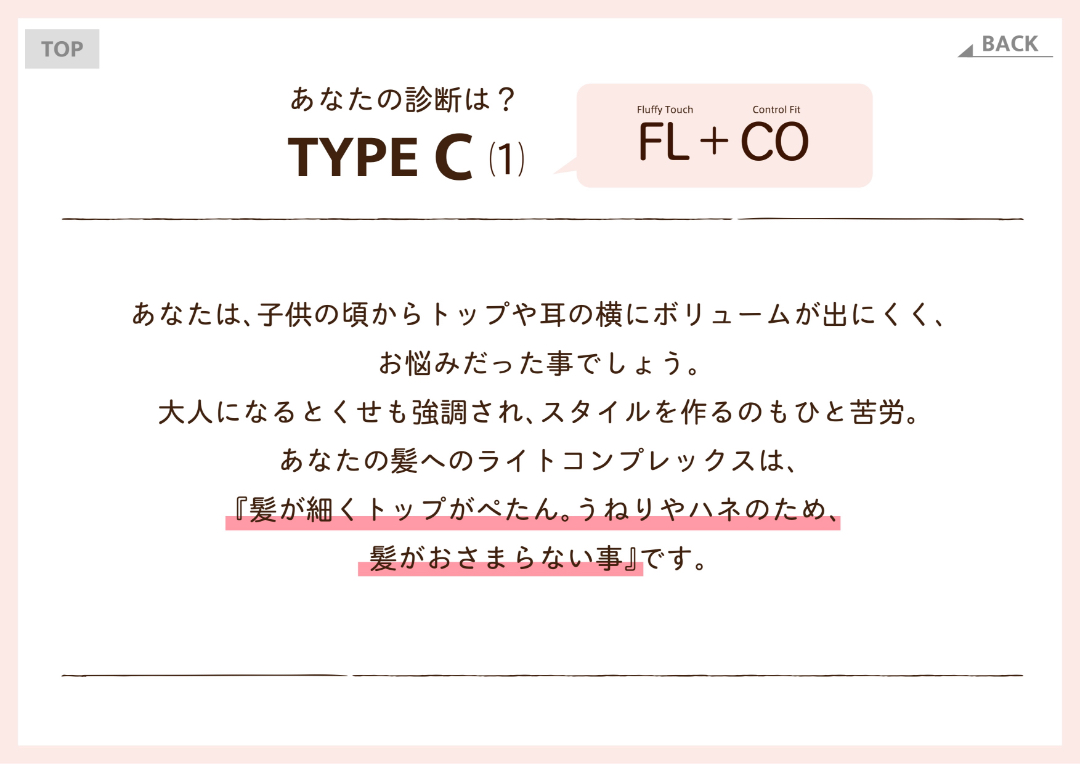 TOP
BACK
あなたの診断は？
TYPE C (1)
Fluffy Touch
Control Fit
FL＋CO
あなたは、子供の頃からトップや耳の横にボリュームが出にくく、
お悩みだった事でしょう。
大人になるとくせも強調され、スタイルを作るのもひと苦労。
あなたの髪へのライトコンプレックスは、
『髪が細くトップがぺたん。うねりやハネのため、
髪がおさまらない事』です。